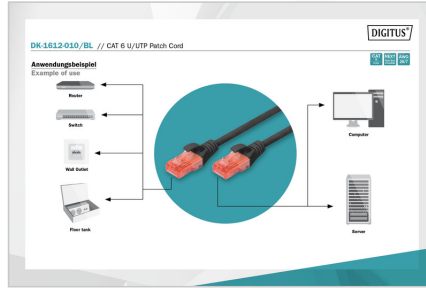 DIGITUS®
DK-1612-010/BL // CAT 6 U/UTP Patch Cord
Anwendungsbeispiel
Example of use
Router
Switch
Wall Outlet
Floor tank
Computer
Server